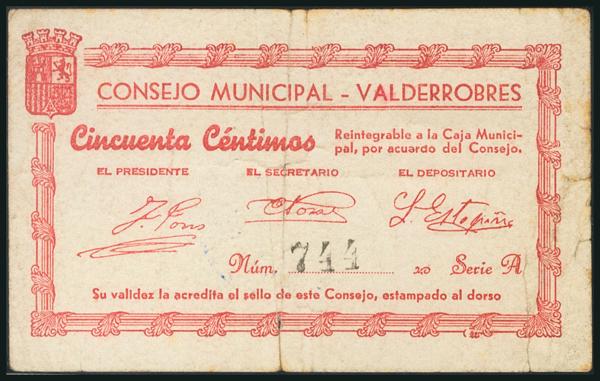 CONSEJO MUNICIPAL - VALDERROBRES
Cincuenta Céntimos
Reintegrable a la Caja Munici-
pal, por acuerdo del Consejo.
EL PRESIDENTE EL SECRETARIO EL DEPOSITARIO
J. Pons
Núm. 744 Serie A
Su validez la acredita el sello de este Consejo, estampado al dorso